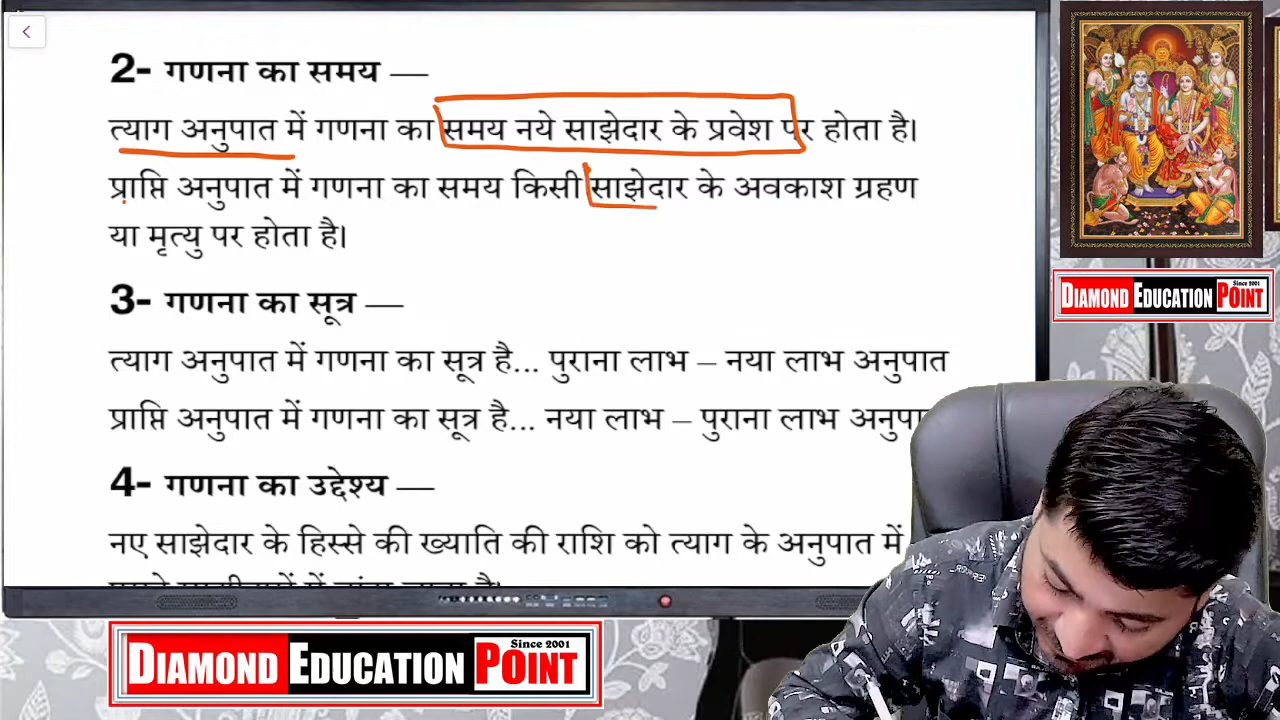 2- गणना का समय —
त्याग अनुपात में गणना का समय नये साझेदार के प्रवेश पर होता है।
प्राप्ति अनुपात में गणना का समय किसी साझेदार के अवकाश ग्रहण
या मृत्यु पर होता है।
3- गणना का सूत्र —
त्याग अनुपात में गणना का सूत्र है... पुराना लाभ – नया लाभ अनुपात
प्राप्ति अनुपात में गणना का सूत्र है... नया लाभ – पुराना लाभ
4- गणना का उद्देश्य —
नए साझेदार के हिस्से की ख्याति की राशि को त्याग के अनुपात में
Since 2001
DIAMOND EDUCATION POINT
Since 2001
DIAMOND EDUCATION POINT